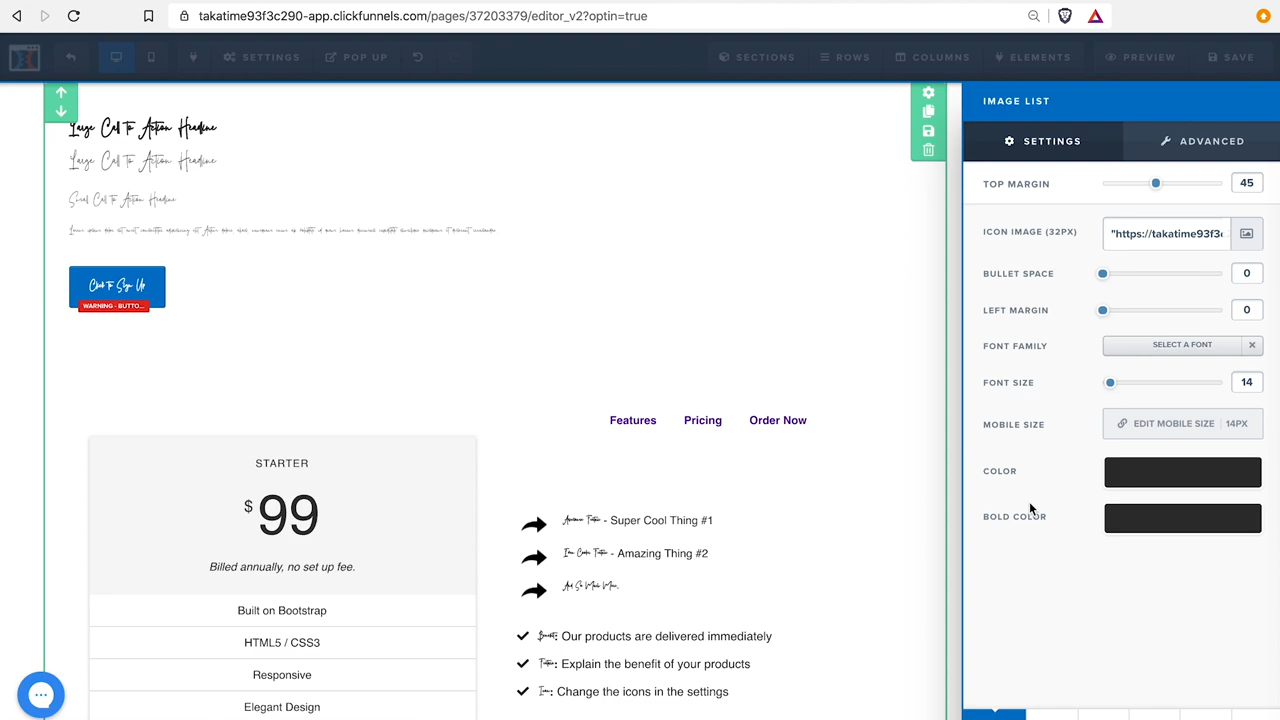 takatime93f3c290-app.clickfunnels.com/pages/37203379/editor_v2?optin=true
SETTINGS POP UP SECTIONS ROWS COLUMNS ELEMENTS PREVIEW SAVE
IMAGE LIST
SETTINGS ADVANCED
TOP MARGIN 45
ICON IMAGE (32PX) "https://takatime93f3c
BULLET SPACE 0
LEFT MARGIN 0
FONT FAMILY SELECT A FONT
FONT SIZE 14
MOBILE SIZE EDIT MOBILE SIZE 14PX
COLOR
BOLD COLOR
Large Call to Action Headline
Large Call to Action Headline
Small Call to Action Headline
Click To Sign Up
WARNING - BUTTO...
Features Pricing Order Now
STARTER
$99
Billed annually, no set up fee.
Built on Bootstrap
HTML5 / CSS3
Responsive
Elegant Design
- Super Cool Thing #1
- Amazing Thing #2
And So Much More...
: Our products are delivered immediately
: Explain the benefit of your products
: Change the icons in the settings